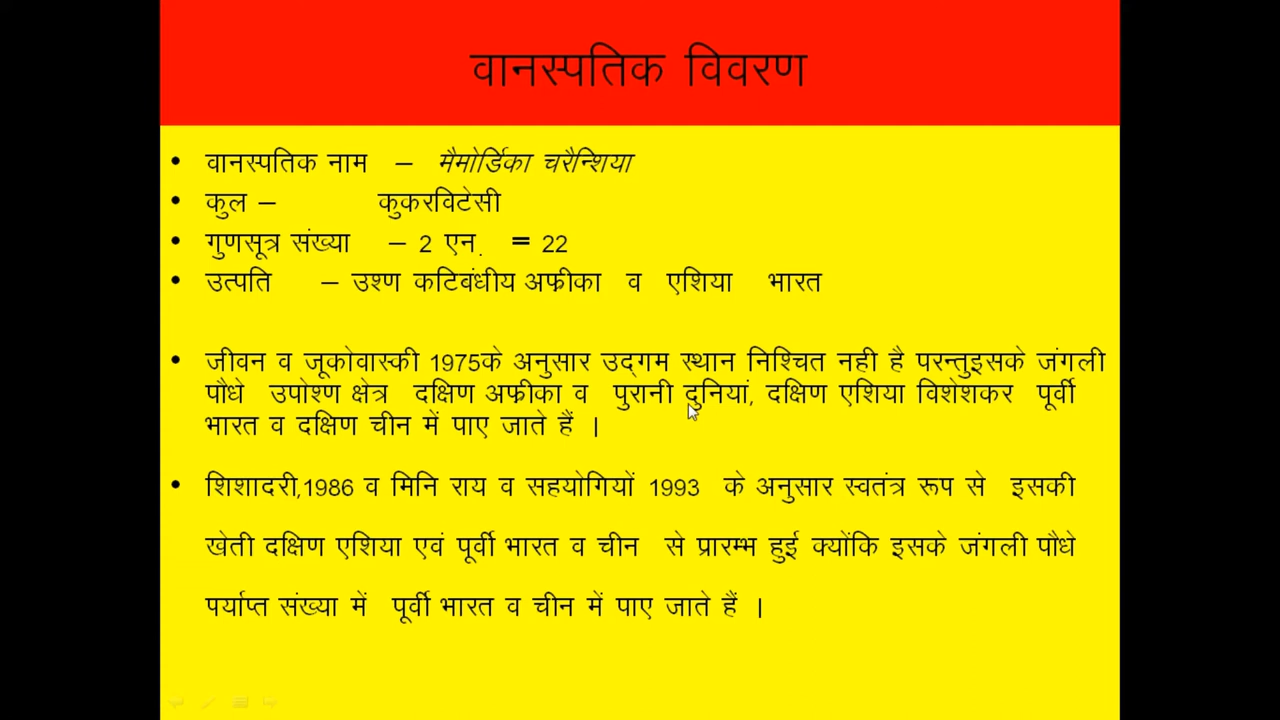 वानस्पतिक विवरण
• वानस्पतिक नाम – मैमोर्डिका चरैन्शिया
• कुल – कुकरविटेसी
• गुणसूत्र संख्या – 2 एन. = 22
• उत्पति – उश्ण कटिबंधीय अफ्रीका व एशिया भारत
• जीवन व जूकोवास्की 1975के अनुसार उद्गम स्थान निश्चित नही है परन्तुइसके जंगली
पौधे उपोश्ण क्षेत्र दक्षिण अफ्रीका व पुरानी दुनियां, दक्षिण एशिया विशेशकर पूर्वी
भारत व दक्षिण चीन में पाए जाते हैं ।
• शिशादरी,1986 व मिनि राय व सहयोगियों 1993 के अनुसार स्वतंत्र रूप से इसकी
खेती दक्षिण एशिया एवं पूर्वी भारत व चीन से प्रारम्भ हुई क्योंकि इसके जंगली पौधे
पर्याप्त संख्या में पूर्वी भारत व चीन में पाए जाते हैं ।